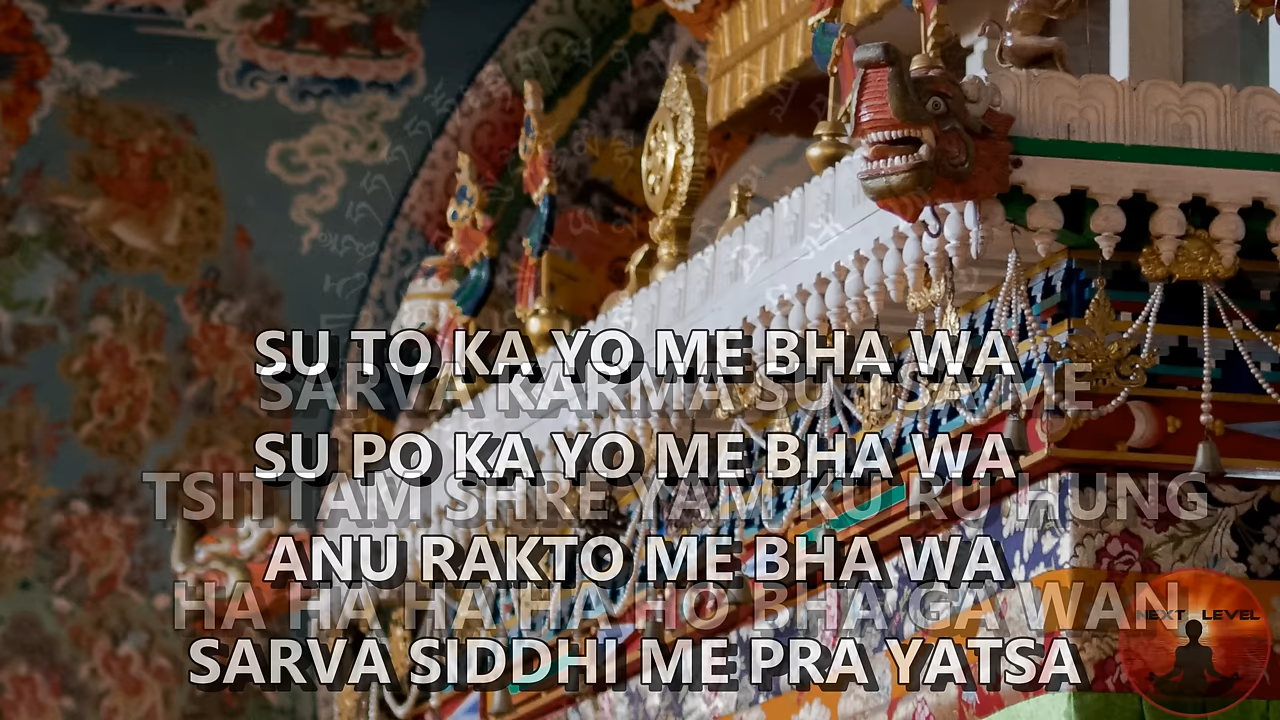 SU TO KA YO ME BHA WA
SARVA KARMA SU TSA ME
SU PO KA YO ME BHA WA
TSITTAM SHRE YAM KU RU HUNG
ANU RAKTO ME BHA WA
HA HA HA HA HO BHA GA WAN
SARVA SIDDHI ME PRA YATSA
NEXT LEVEL